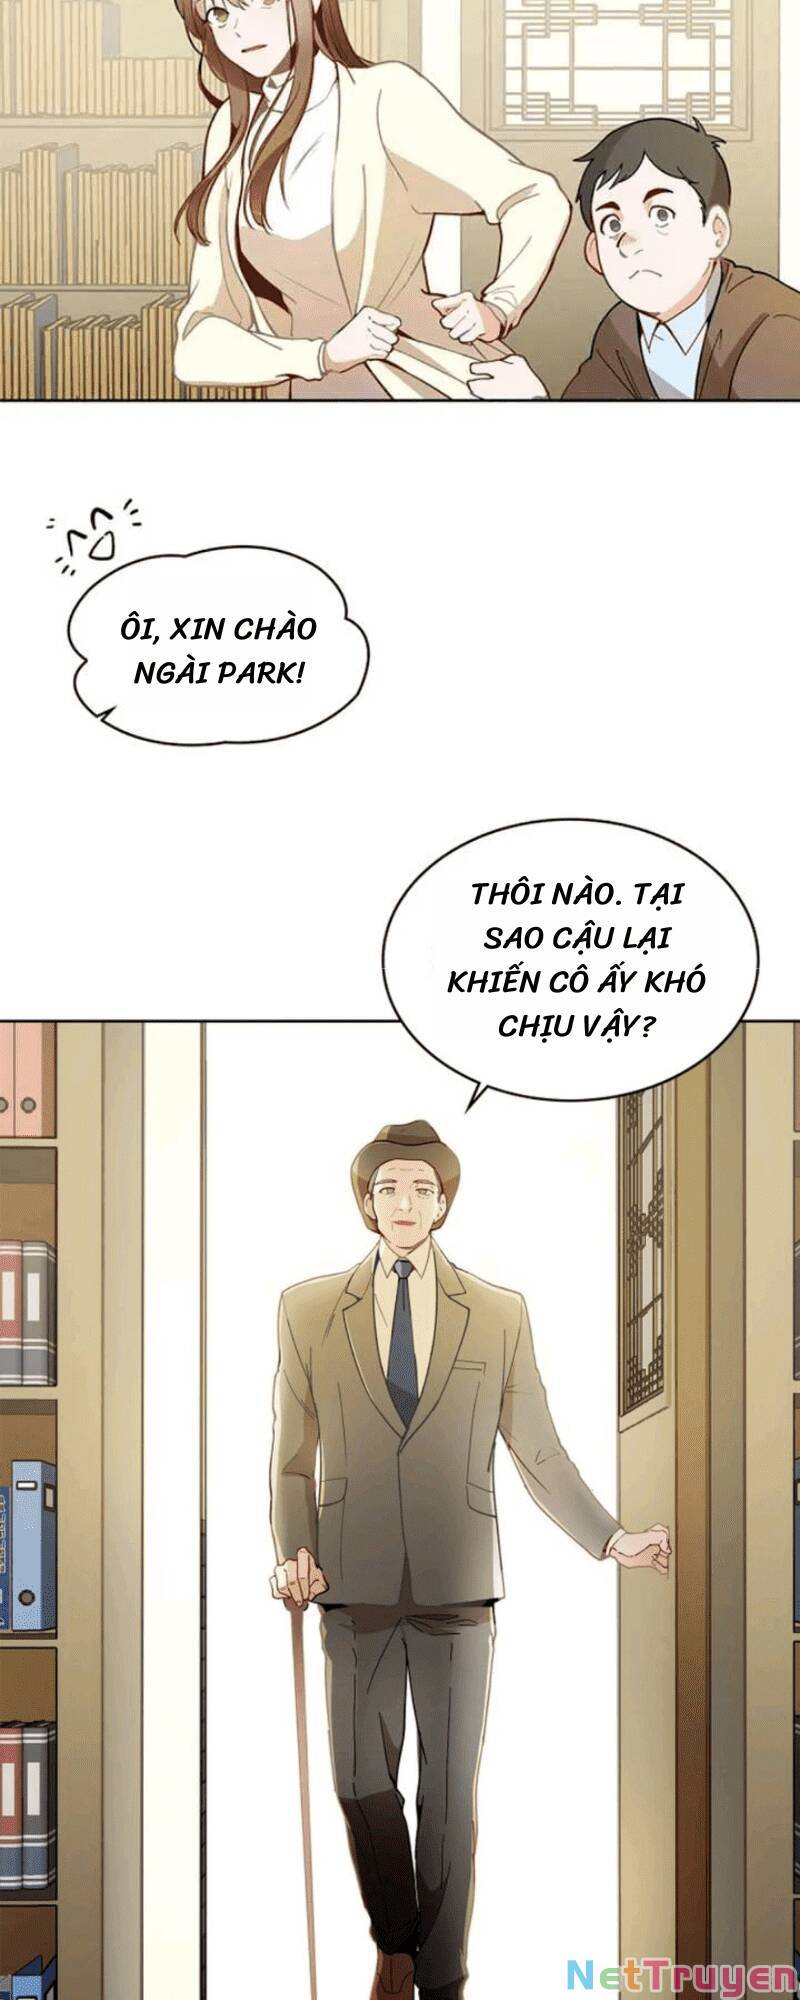 ÔI, XIN CHÀO
NGÀI PARK!
THÔI NÀO. TẠI
SAO CẬU LẠI
KHIẾN CÔ ẤY KHÓ
CHỊU VẬY?
NetTruyen